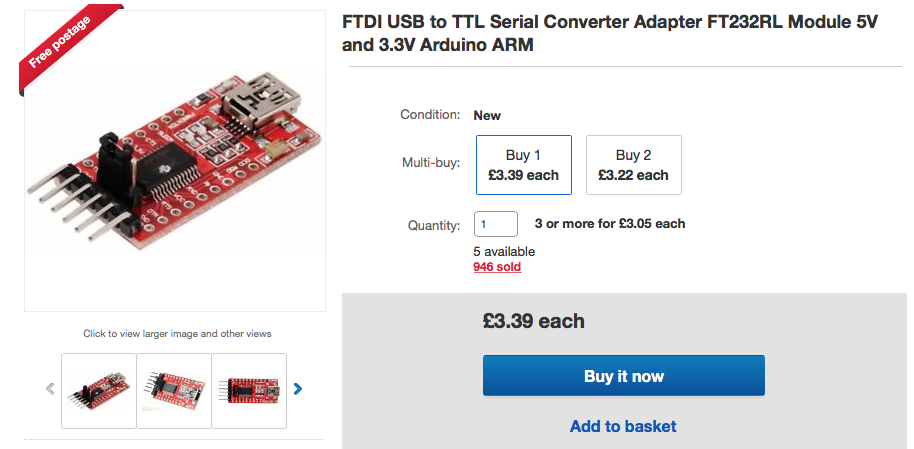 Free postage
FTDI USB to TTL Serial Converter Adapter FT232RL Module 5V
and 3.3V Arduino ARM
Condition: New
Multi-buy:
Buy 1
£3.39 each
Buy 2
£3.22 each
Quantity: 1 3 or more for £3.05 each
5 available
946 sold
Click to view larger image and other views
£3.39 each
Buy it now
Add to basket